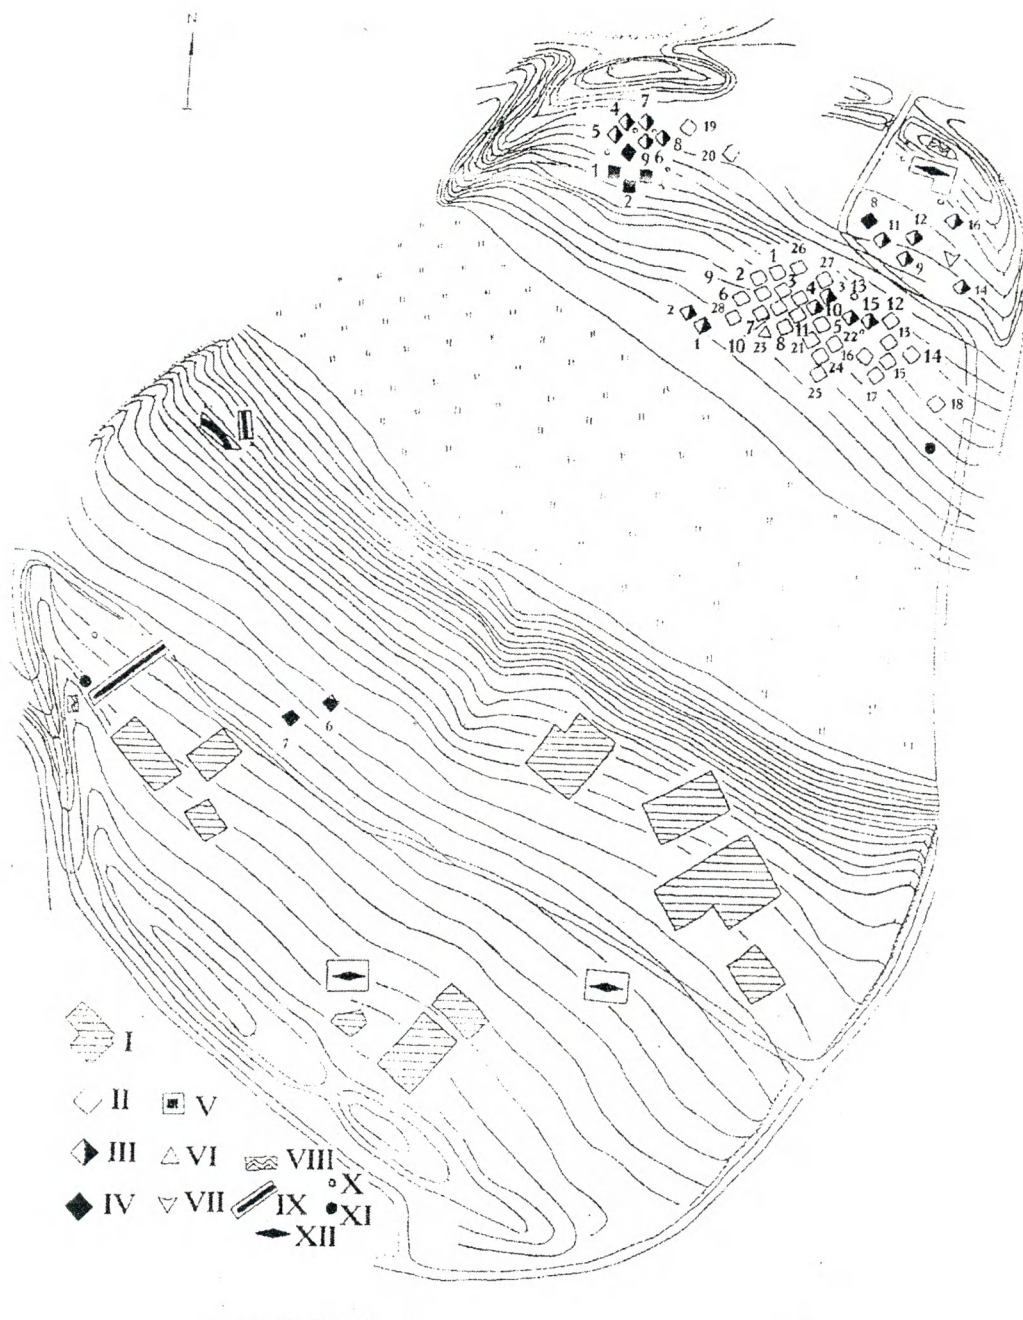 N
4 7
5 19
8
9 6 20
1
2
8
11 12 16
9
14
1 26
2 27
9 3
6 4 3 13
2 28 10 15 12
1 7 11 5 13
10 23 8 21 22 14
16
24 15
25 17
18
7 6
I
II V
III VI VIII
X
IV VII IX XI
XII